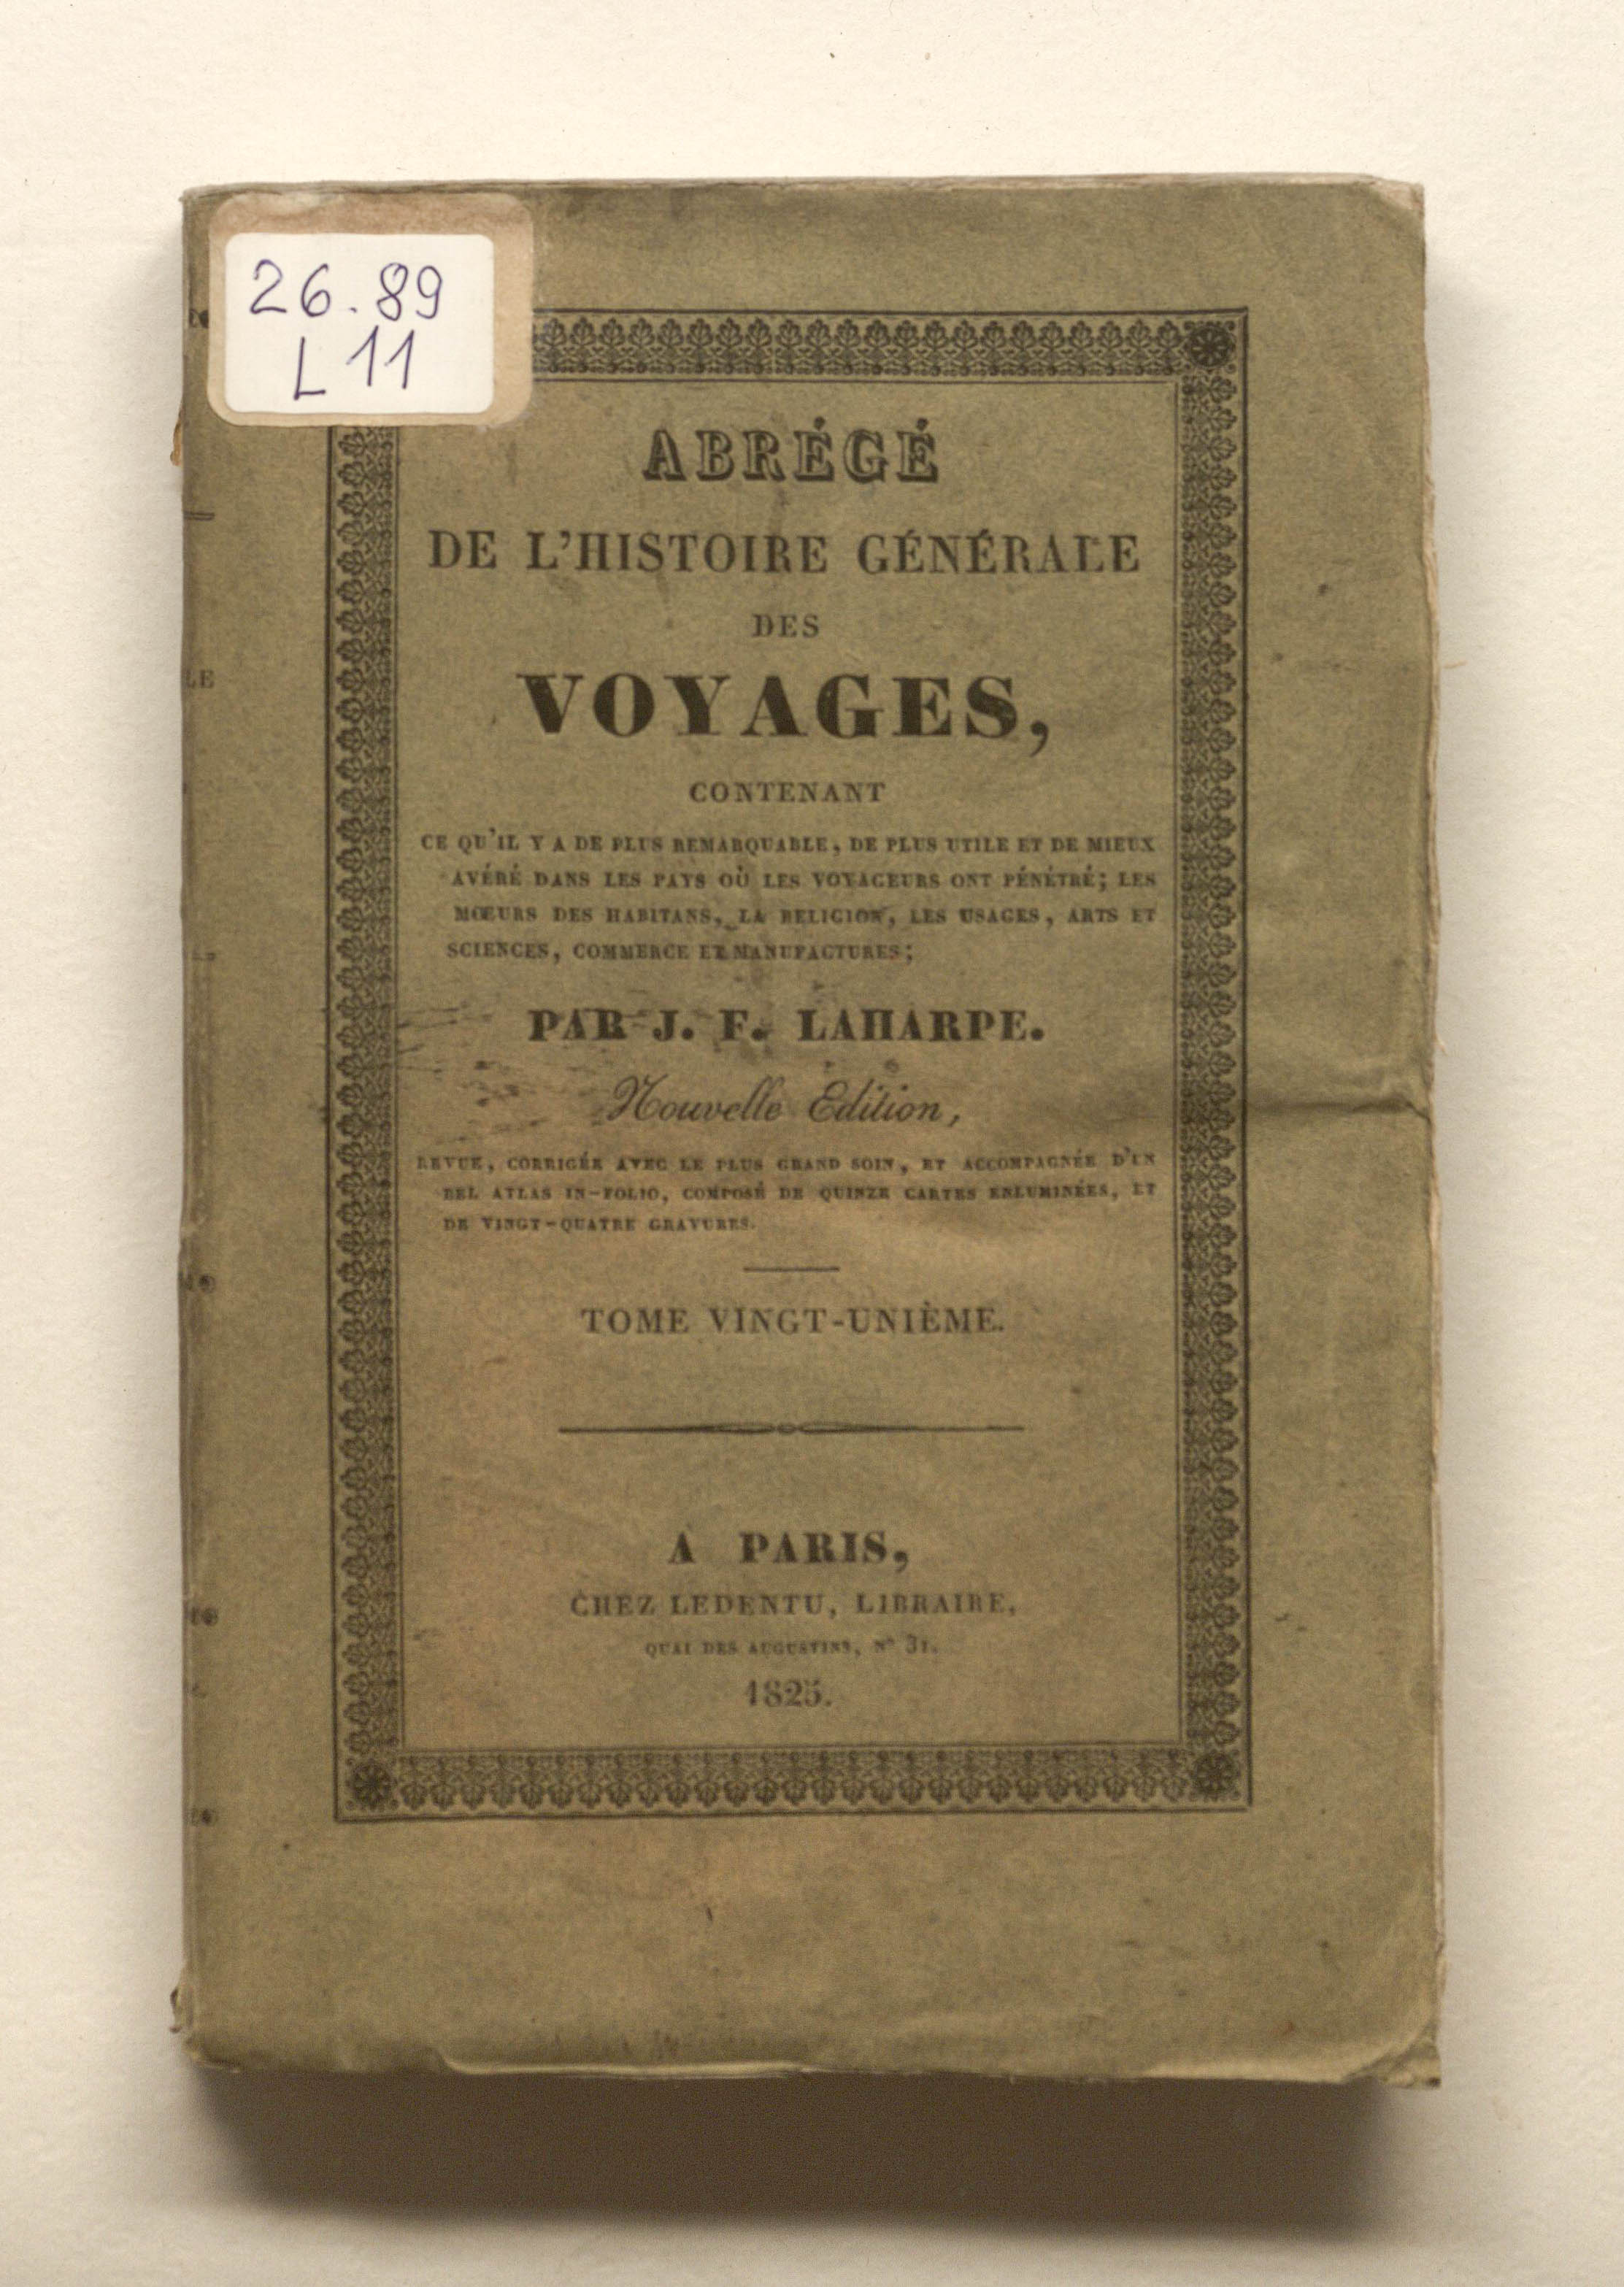 26.89
L 11
ABRÉGÉ
DE L'HISTOIRE GÉNÉRALE
DES
VOYAGES,
CONTENANT
CE QU'IL Y A DE PLUS REMARQUABLE, DE PLUS UTILE ET DE MIEUX
AVÉRÉ DANS LES PAYS OÙ LES VOYAGEURS ONT PÉNÉTRÉ; LES
MŒURS DES HABITANS, LA RELIGION, LES USAGES, ARTS ET
SCIENCES, COMMERCE ET MANUFACTURES;
PAR J. F. LAHARPE.
Nouvelle Edition,
REVUE, CORRIGÉE AVEC LE PLUS GRAND SOIN, ET ACCOMPAGNÉE D'UN
BEL ATLAS IN-FOLIO, COMPOSÉ DE QUINZE CARTES ENLUMINÉES, ET
DE VINGT-QUATRE GRAVURES.
TOME VINGT-UNIÈME.
A PARIS,
CHEZ LEDENTU, LIBRAIRE,
QUAI DES AUGUSTINS, N° 31.
1825.
LE